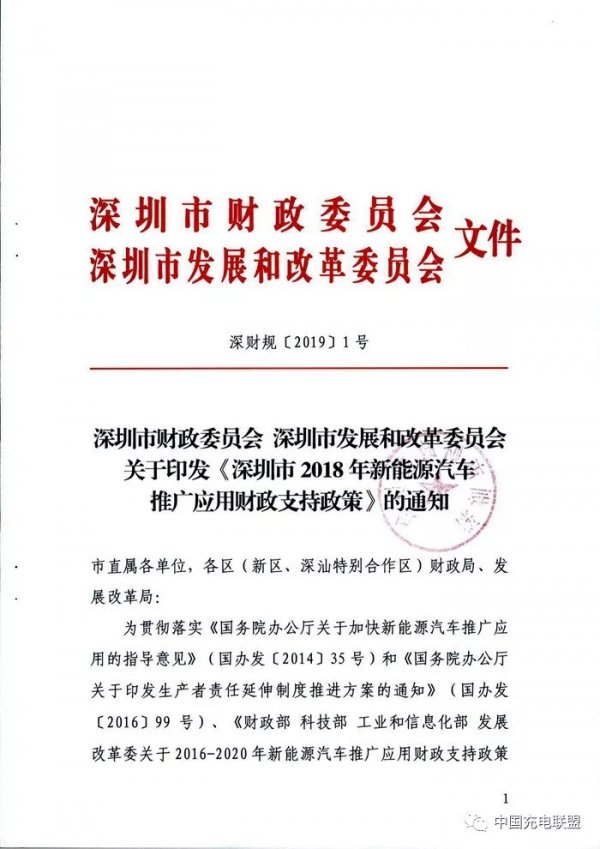 深圳市财政委员会
深圳市发展和改革委员会
文件
深财规〔2019〕1号
深圳市财政委员会 深圳市发展和改革委员会
关于印发《深圳市2018年新能源汽车
推广应用财政支持政策》的通知
市直属各单位，各区（新区、深汕特别合作区）财政局、发
展改革局：
为贯彻落实《国务院办公厅关于加快新能源汽车推广应
用的指导意见》（国办发〔2014〕35号）和《国务院办公厅
关于印发生产者责任延伸制度推进方案的通知》（国办发
〔2016〕99号）、《财政部 科技部 工业和信息化部 发展
改革委关于2016-2020年新能源汽车推广应用财政支持政策
1
中国充电联盟